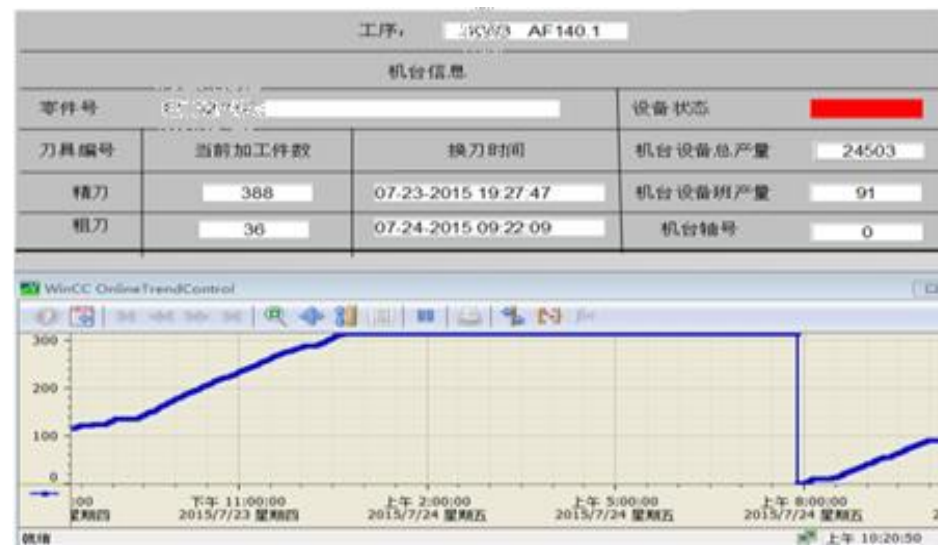 工序： AF140.1
机台信息
零件号 设备状态
刀具编号 当前加工件数 换刀时间 机台设备总产量 24503
精刀 388 07-23-2015 19:27:47 机台设备班产量 91
粗刀 36 07-24-2015 09:22:09 机台轴号 0
WinCC OnlineTrendControl
300
200
100
0
:00 下午 11:00:00 上午 2:00:00 上午 5:00:00 上午 8:00:00
星期四 2015/7/23 星期四 2015/7/24 星期五 2015/7/24 星期五 2015/7/24 星期五 2
就绪 上午 10:20:50